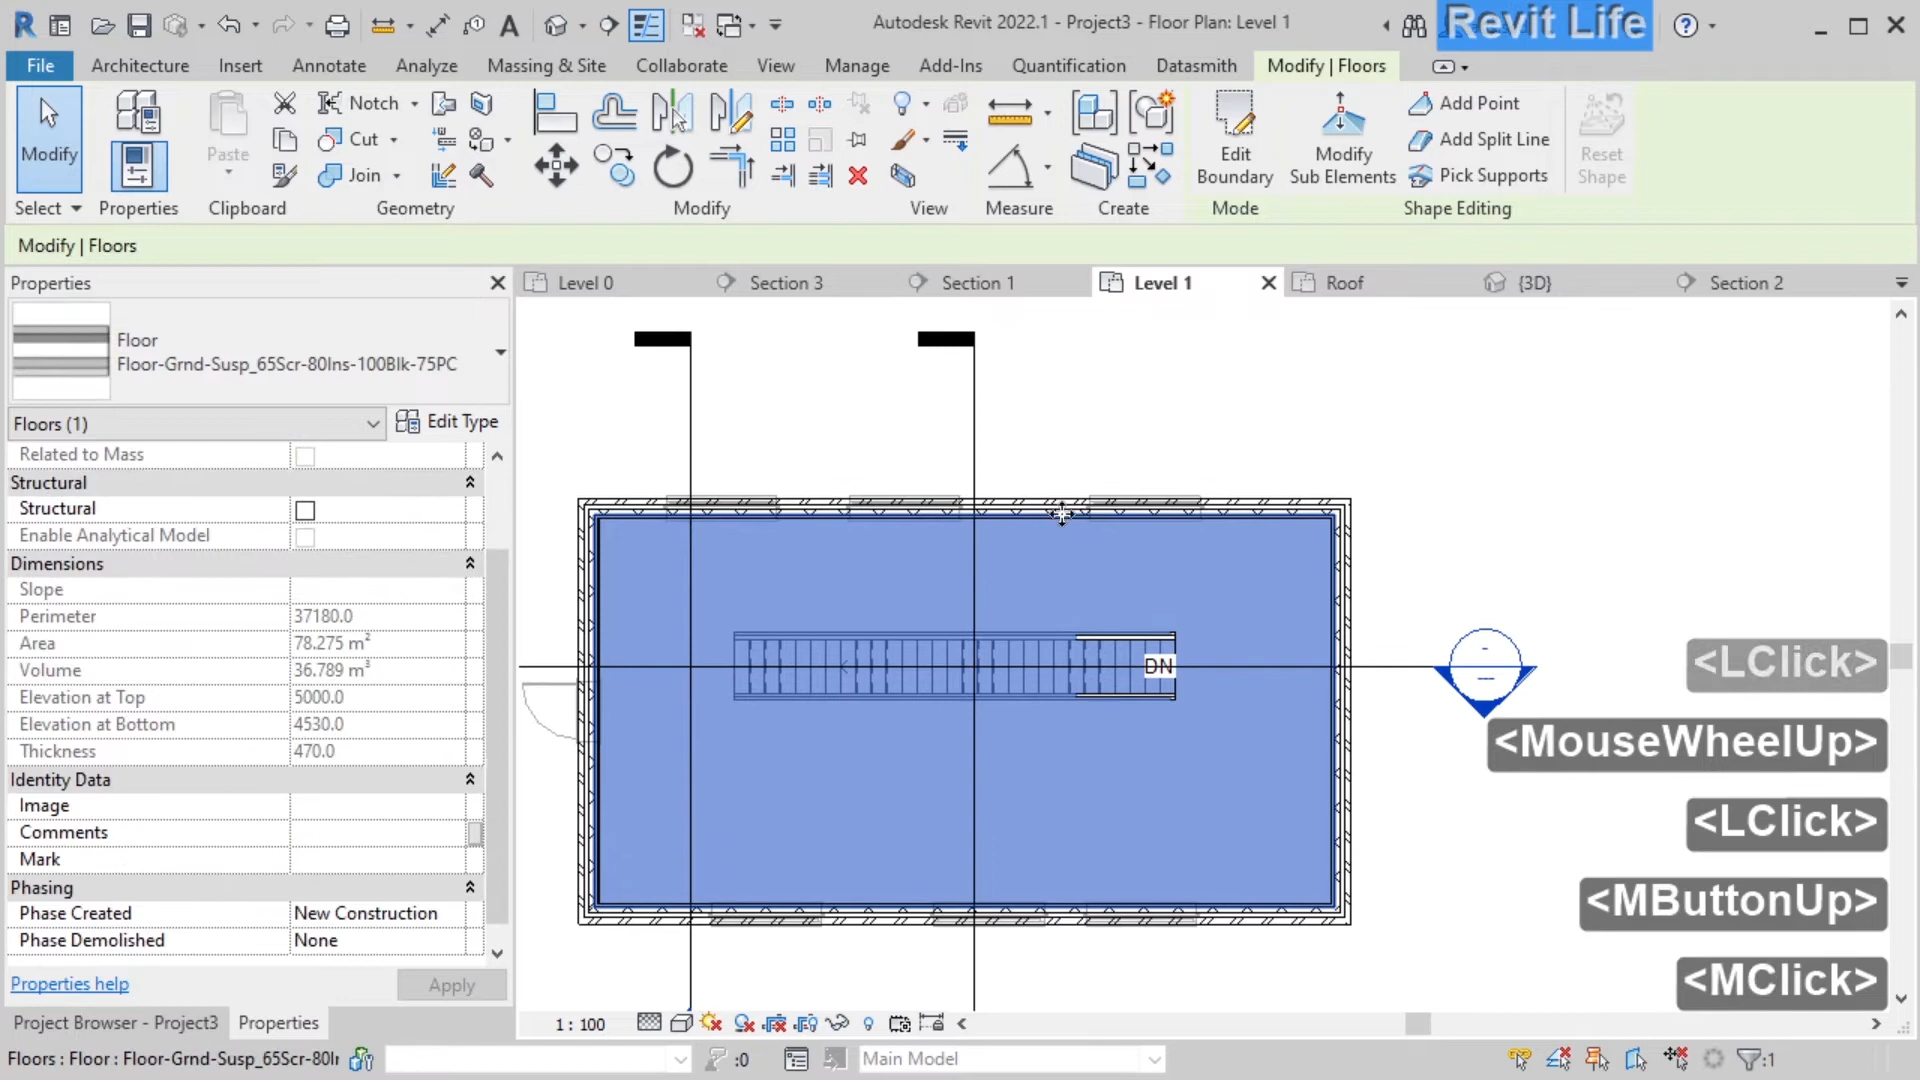 Autodesk Revit 2022.1 - Project3 - Floor Plan: Level 1
Revit Life
File
Architecture
Insert
Annotate
Analyze
Massing & Site
Collaborate
View
Manage
Add-Ins
Quantification
Datasmith
Modify | Floors
Modify
Paste
Notch
Cut
Join
Edit
Boundary
Modify
Sub Elements
Add Point
Add Split Line
Pick Supports
Reset
Shape
Select
Properties
Clipboard
Geometry
Modify
View
Measure
Create
Mode
Shape Editing
Modify | Floors
Properties
Level 0
Section 3
Section 1
Level 1
Roof
{3D}
Section 2
Floor
Floor-Grnd-Susp_65Scr-80Ins-100Blk-75PC
Floors (1)
Edit Type
Related to Mass
Structural
Structural
Enable Analytical Model
Dimensions
Slope
Perimeter 37180.0
Area 78.275 m²
Volume 36.789 m³
Elevation at Top 5000.0
Elevation at Bottom 4530.0
Thickness 470.0
Identity Data
Image
Comments
Mark
Phasing
Phase Created New Construction
Phase Demolished None
Properties help
Apply
DN
<LClick>
<MouseWheelUp>
<LClick>
<MButtonUp>
<MClick>
Project Browser - Project3
Properties
1 : 100
Floors : Floor : Floor-Grnd-Susp_65Scr-80Ir
:0
Main Model
:1